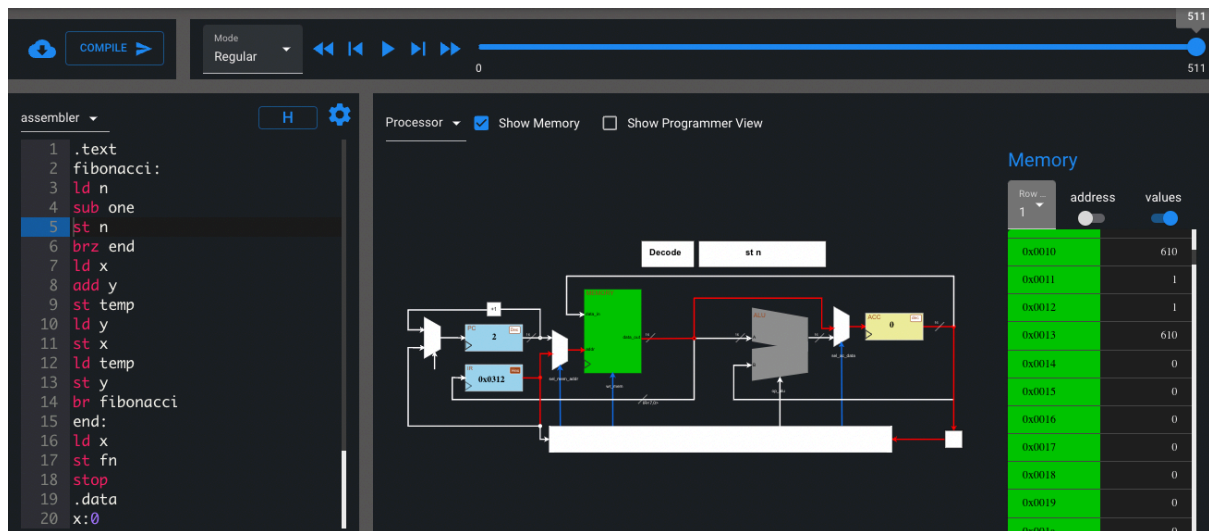 511
COMPILE
Mode
Regular
0
511
assembler
H
1 .text
2 fibonacci:
3 ld n
4 sub one
5 st n
6 brz end
7 ld x
8 add y
9 st temp
10 ld y
11 st x
12 ld temp
13 st y
14 br fibonacci
15 end:
16 ld x
17 st fn
18 stop
19 .data
20 x:0
Processor
Show Memory
Show Programmer View
Decode
st n
+1
PC
2
IR
0x0312
data_in
addr
data_out
ALU
ACC
0
Memory
Row ...
1
address
values
0x0010 610
0x0011 1
0x0012 1
0x0013 610
0x0014 0
0x0015 0
0x0016 0
0x0017 0
0x0018 0
0x0019 0